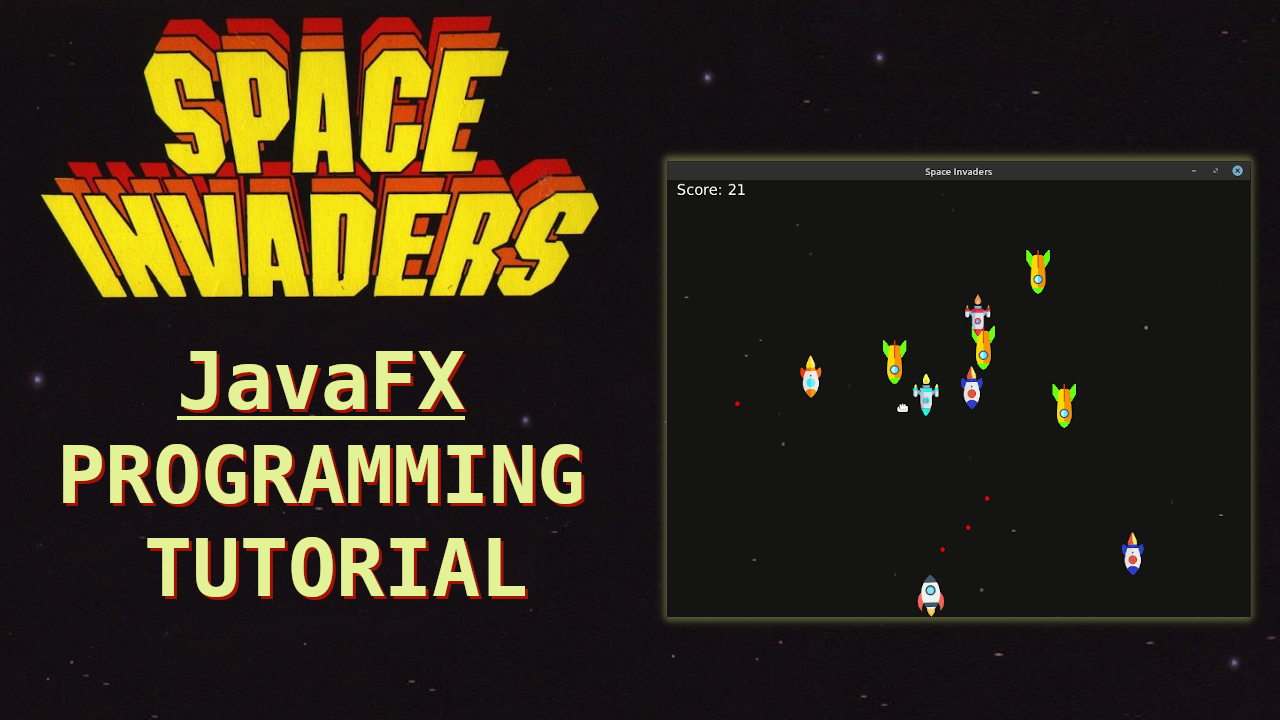 SPACE
INVADERS
JavaFX
PROGRAMMING
TUTORIAL
Space Invaders
Score: 21